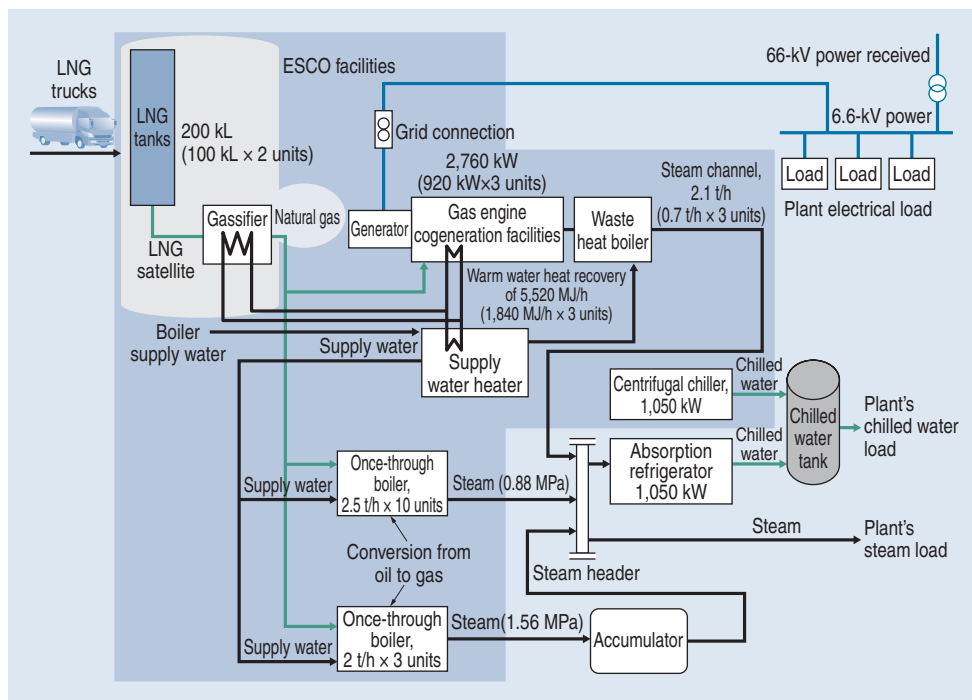 LNG
trucks
LNG
tanks
200 kL
(100 kL × 2 units)
ESCO facilities
66-kV power received
6.6-kV power
Grid connection
2,760 kW
(920 kW×3 units)
Steam channel,
2.1 t/h
(0.7 t/h × 3 units)
Load
Load
Load
Plant electrical load
Gassifier
Natural gas
Generator
Gas engine
cogeneration facilities
Waste
heat boiler
LNG
satellite
Warm water heat recovery
of 5,520 MJ/h
(1,840 MJ/h × 3 units)
Boiler
supply water
Supply water
Supply
water heater
Centrifugal chiller,
1,050 kW
Chilled
water
Chilled
water
tank
Plant's
chilled water
load
Absorption
refrigerator
1,050 kW
Chilled
water
Once-through
boiler,
2.5 t/h × 10 units
Supply water
Steam (0.88 MPa)
Steam
Plant's
steam load
Conversion from
oil to gas
Steam header
Once-through
boiler,
2 t/h × 3 units
Supply water
Steam(1.56 MPa)
Accumulator